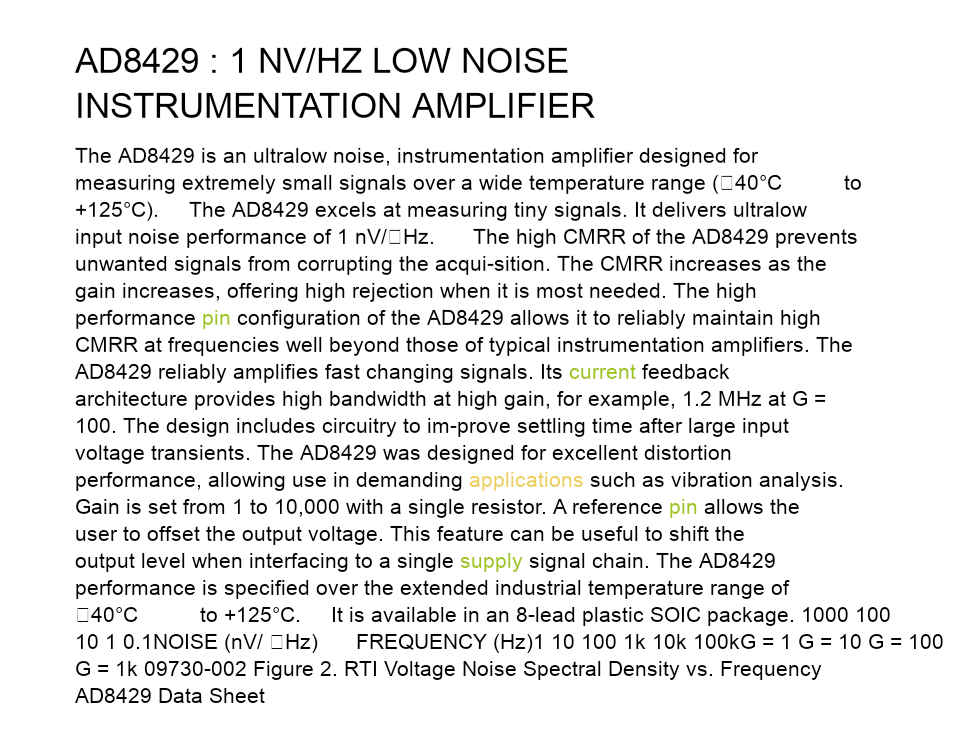 AD8429 : 1 NV/HZ LOW NOISE
INSTRUMENTATION AMPLIFIER
The AD8429 is an ultralow noise, instrumentation amplifier designed for
measuring extremely small signals over a wide temperature range (□40°C to
+125°C). The AD8429 excels at measuring tiny signals. It delivers ultralow
input noise performance of 1 nV/□Hz. The high CMRR of the AD8429 prevents
unwanted signals from corrupting the acqui-sition. The CMRR increases as the
gain increases, offering high rejection when it is most needed. The high
performance pin configuration of the AD8429 allows it to reliably maintain high
CMRR at frequencies well beyond those of typical instrumentation amplifiers. The
AD8429 reliably amplifies fast changing signals. Its current feedback
architecture provides high bandwidth at high gain, for example, 1.2 MHz at G =
100. The design includes circuitry to im-prove settling time after large input
voltage transients. The AD8429 was designed for excellent distortion
performance, allowing use in demanding applications such as vibration analysis.
Gain is set from 1 to 10,000 with a single resistor. A reference pin allows the
user to offset the output voltage. This feature can be useful to shift the
output level when interfacing to a single supply signal chain. The AD8429
performance is specified over the extended industrial temperature range of
□40°C to +125°C. It is available in an 8-lead plastic SOIC package. 1000 100
10 1 0.1NOISE (nV/ □Hz) FREQUENCY (Hz)1 10 100 1k 10k 100kG = 1 G = 10 G = 100
G = 1k 09730-002 Figure 2. RTI Voltage Noise Spectral Density vs. Frequency
AD8429 Data Sheet